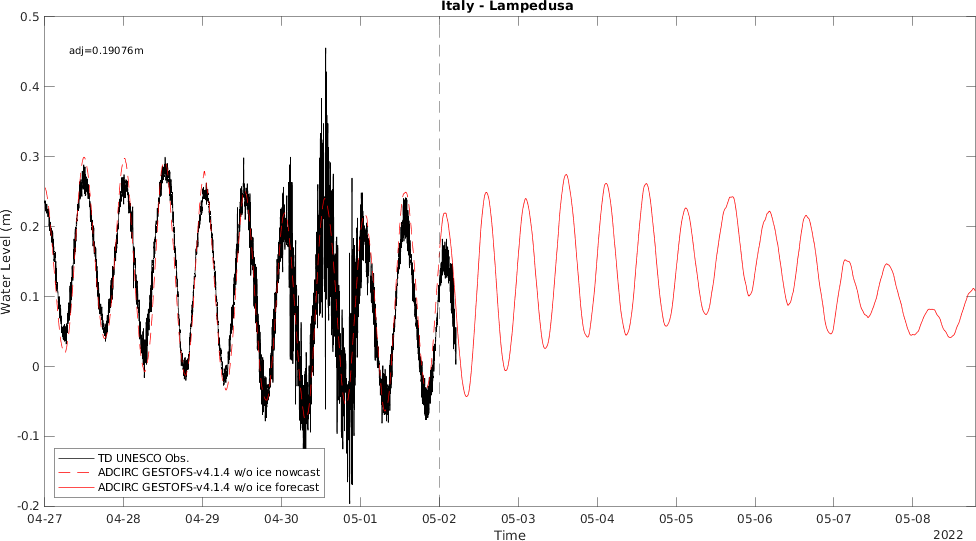 Italy - Lampedusa
0.5
adj=0.19076m
0.4
0.3
0.2
0.1
0
-0.1
-0.2
Water Level (m)
TD UNESCO Obs.
ADCIRC GESTOFS-v4.1.4 w/o ice nowcast
ADCIRC GESTOFS-v4.1.4 w/o ice forecast
04-27 04-28 04-29 04-30 05-01 05-02 05-03 05-04 05-05 05-06 05-07 05-08
Time
2022